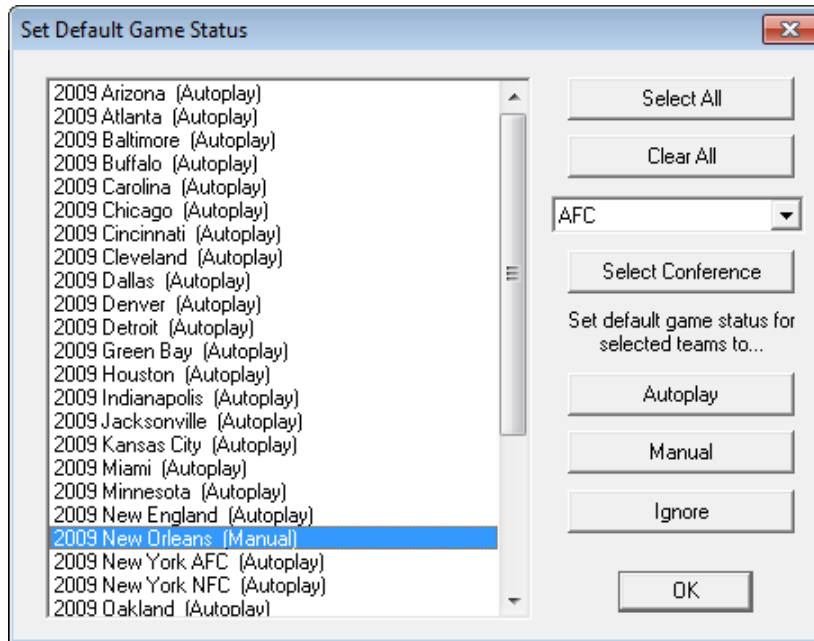 Set Default Game Status
2009 Arizona (Autoplay)
2009 Atlanta (Autoplay)
2009 Baltimore (Autoplay)
2009 Buffalo (Autoplay)
2009 Carolina (Autoplay)
2009 Chicago (Autoplay)
2009 Cincinnati (Autoplay)
2009 Cleveland (Autoplay)
2009 Dallas (Autoplay)
2009 Denver (Autoplay)
2009 Detroit (Autoplay)
2009 Green Bay (Autoplay)
2009 Houston (Autoplay)
2009 Indianapolis (Autoplay)
2009 Jacksonville (Autoplay)
2009 Kansas City (Autoplay)
2009 Miami (Autoplay)
2009 Minnesota (Autoplay)
2009 New England (Autoplay)
2009 New Orleans (Manual)
2009 New York AFC (Autoplay)
2009 New York NFC (Autoplay)
2009 Oakland (Autoplay)
Select All
Clear All
AFC
Select Conference
Set default game status for
selected teams to...
Autoplay
Manual
Ignore
OK